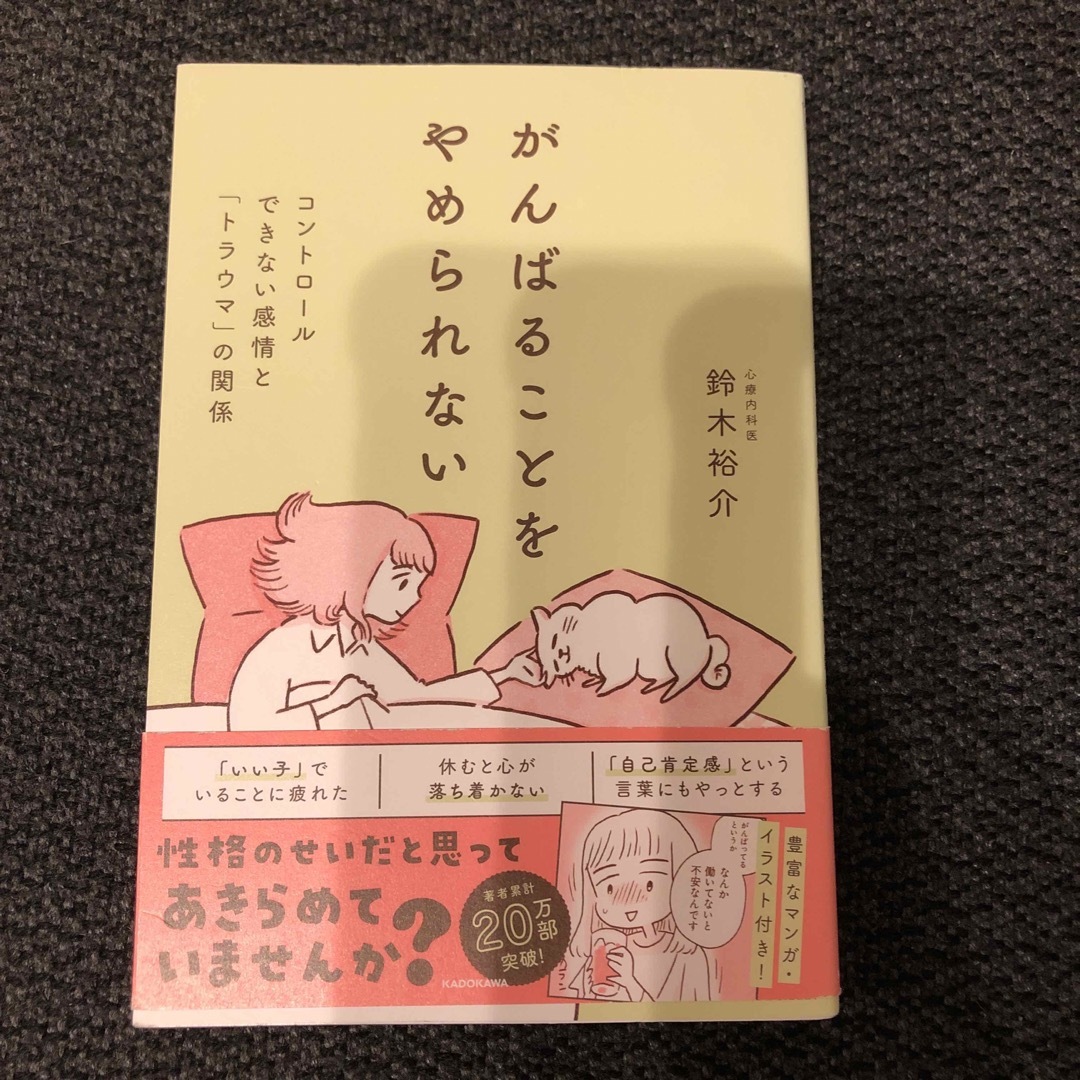 がんばることを
やめられない
コントロール
できない感情と
「トラウマ」の関係
心療内科医
鈴木裕介
「いい子」で
いることに疲れた
休むと心が
落ち着かない
「自己肯定感」という
言葉にもやっとする
性格のせいだと思って
あきらめて
いませんか?
著者累計
20万部
突破!
KADOKAWA
がんばってる
というか
なんか
働いてないと
不安なんです
豊富なマンガ・
イラスト付き!